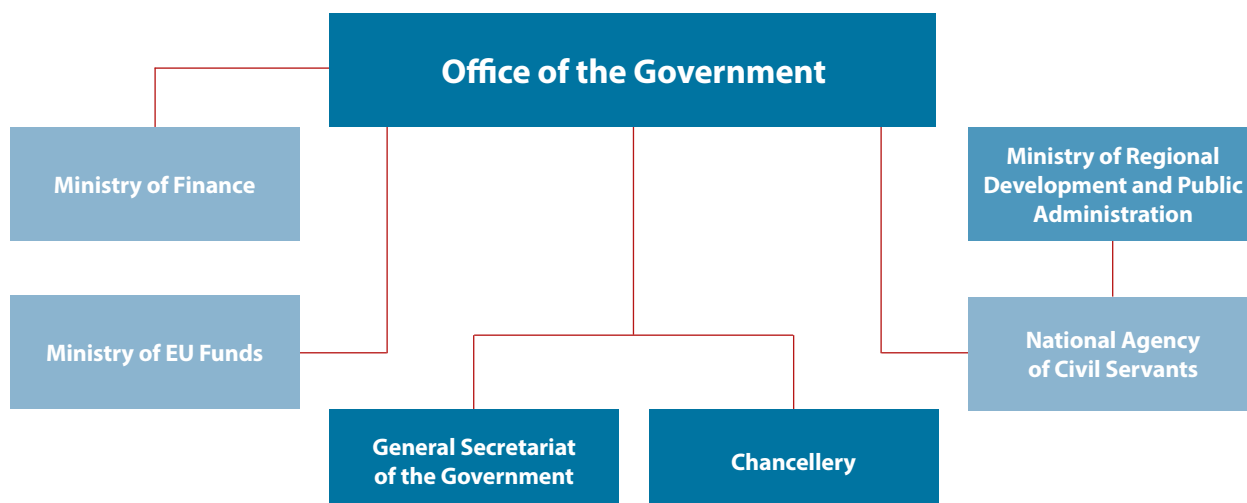 Office of the Government
Ministry of Finance
Ministry of Regional
Development and Public
Administration
Ministry of EU Funds
National Agency
of Civil Servants
General Secretariat
of the Government
Chancellery